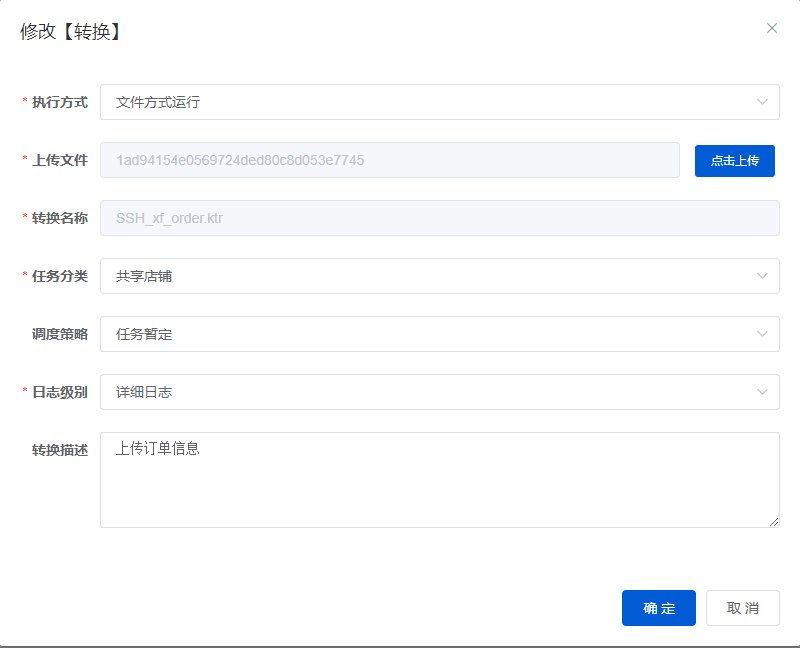 修改【转换】
* 执行方式 文件方式运行
* 上传文件 1ad94154e0569724ded80c8d053e7745 点击上传
* 转换名称 SSH_xf_order.ktr
* 任务分类 共享店铺
调度策略 任务暂定
* 日志级别 详细日志
转换描述 上传订单信息
确 定 取 消